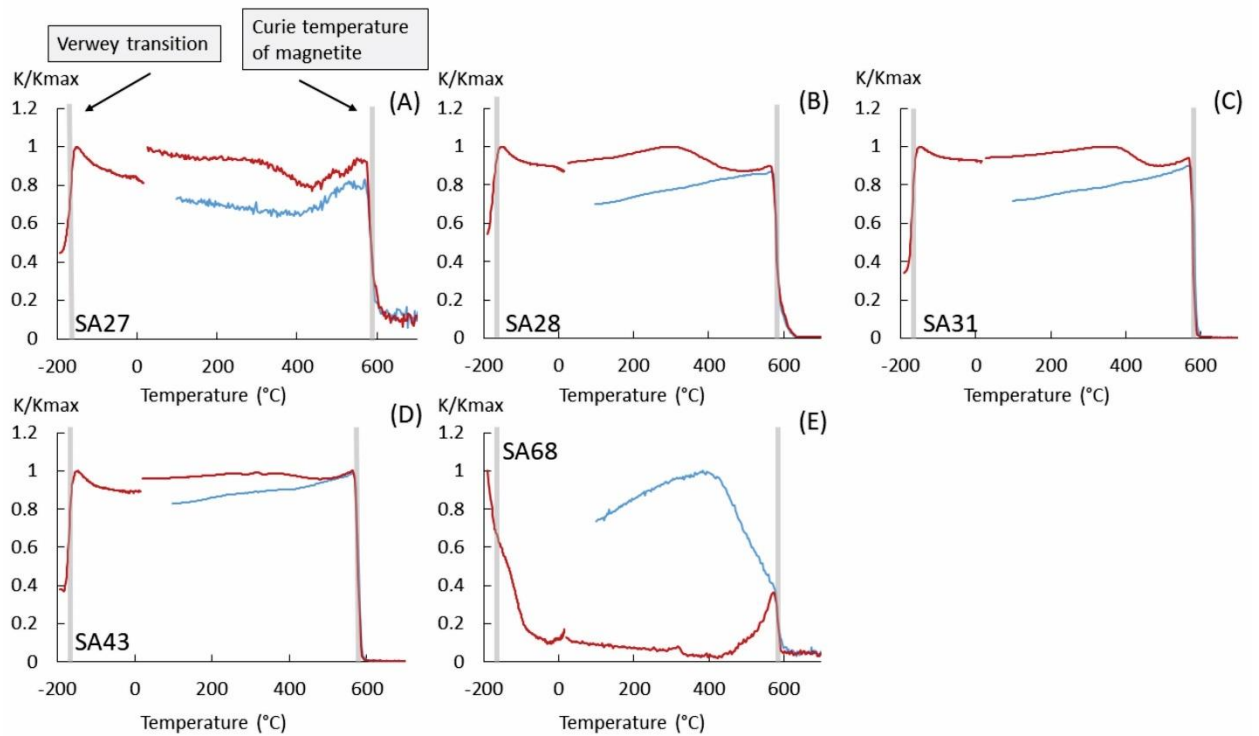 Verwey transition
Curie temperature
of magnetite
K/Kmax
K/Kmax
K/Kmax
(A)
(B)
(C)
1.2
1
0.8
0.6
0.4
0.2
0
1.2
1
0.8
0.6
0.4
0.2
0
1.2
1
0.8
0.6
0.4
0.2
0
SA27
SA28
SA31
-200 0 200 400 600
-200 0 200 400 600
-200 0 200 400 600
Temperature (°C)
Temperature (°C)
Temperature (°C)
K/Kmax
K/Kmax
(D)
(E)
1.2
1
0.8
0.6
0.4
0.2
0
1.2
1
0.8
0.6
0.4
0.2
0
SA43
SA68
-200 0 200 400 600
-200 0 200 400 600
Temperature (°C)
Temperature (°C)